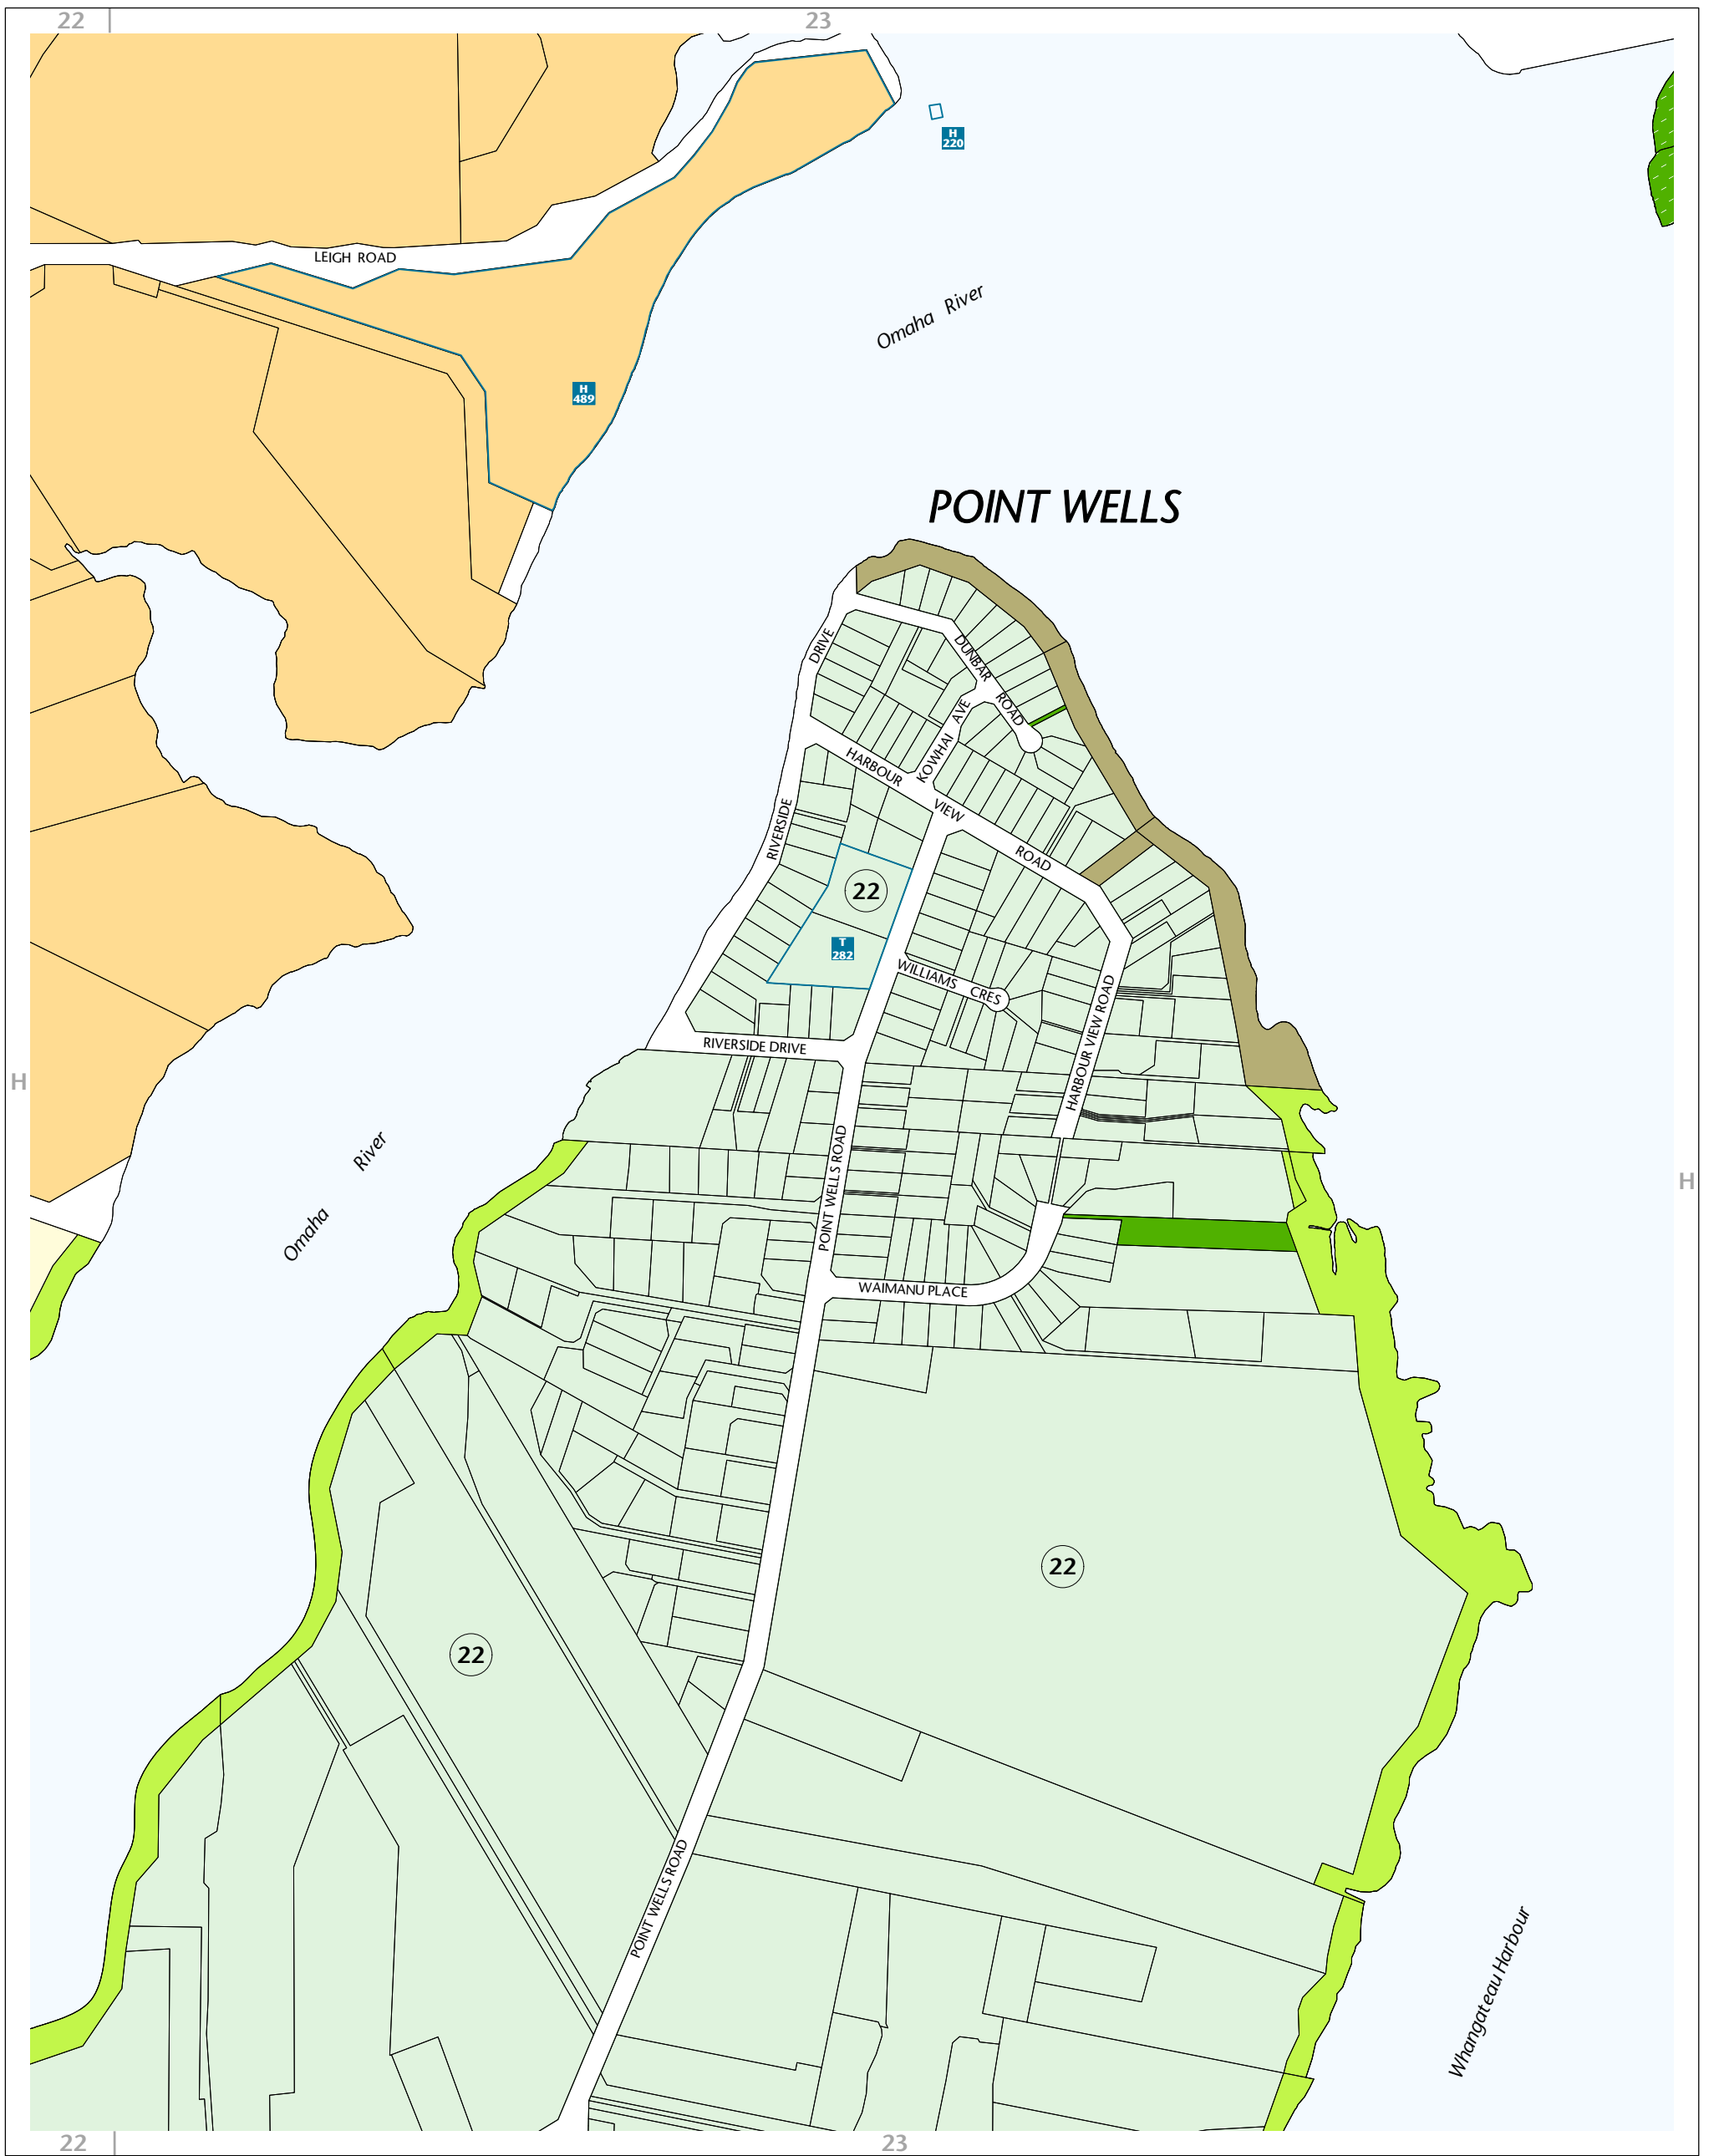 22 23
H
220
LEIGH ROAD
Omaha River
H
489
POINT WELLS
DRIVE
DUNBAR ROAD
KOWHAI AVE
HARBOUR VIEW ROAD
RIVERSIDE
22
T
282
WILLIAMS CRES
HARBOUR VIEW ROAD
RIVERSIDE DRIVE
H
Omaha River
POINT WELLS ROAD
H
WAIMANU PLACE
22
22
POINT WELLS ROAD
Whangateau Harbour
22 23